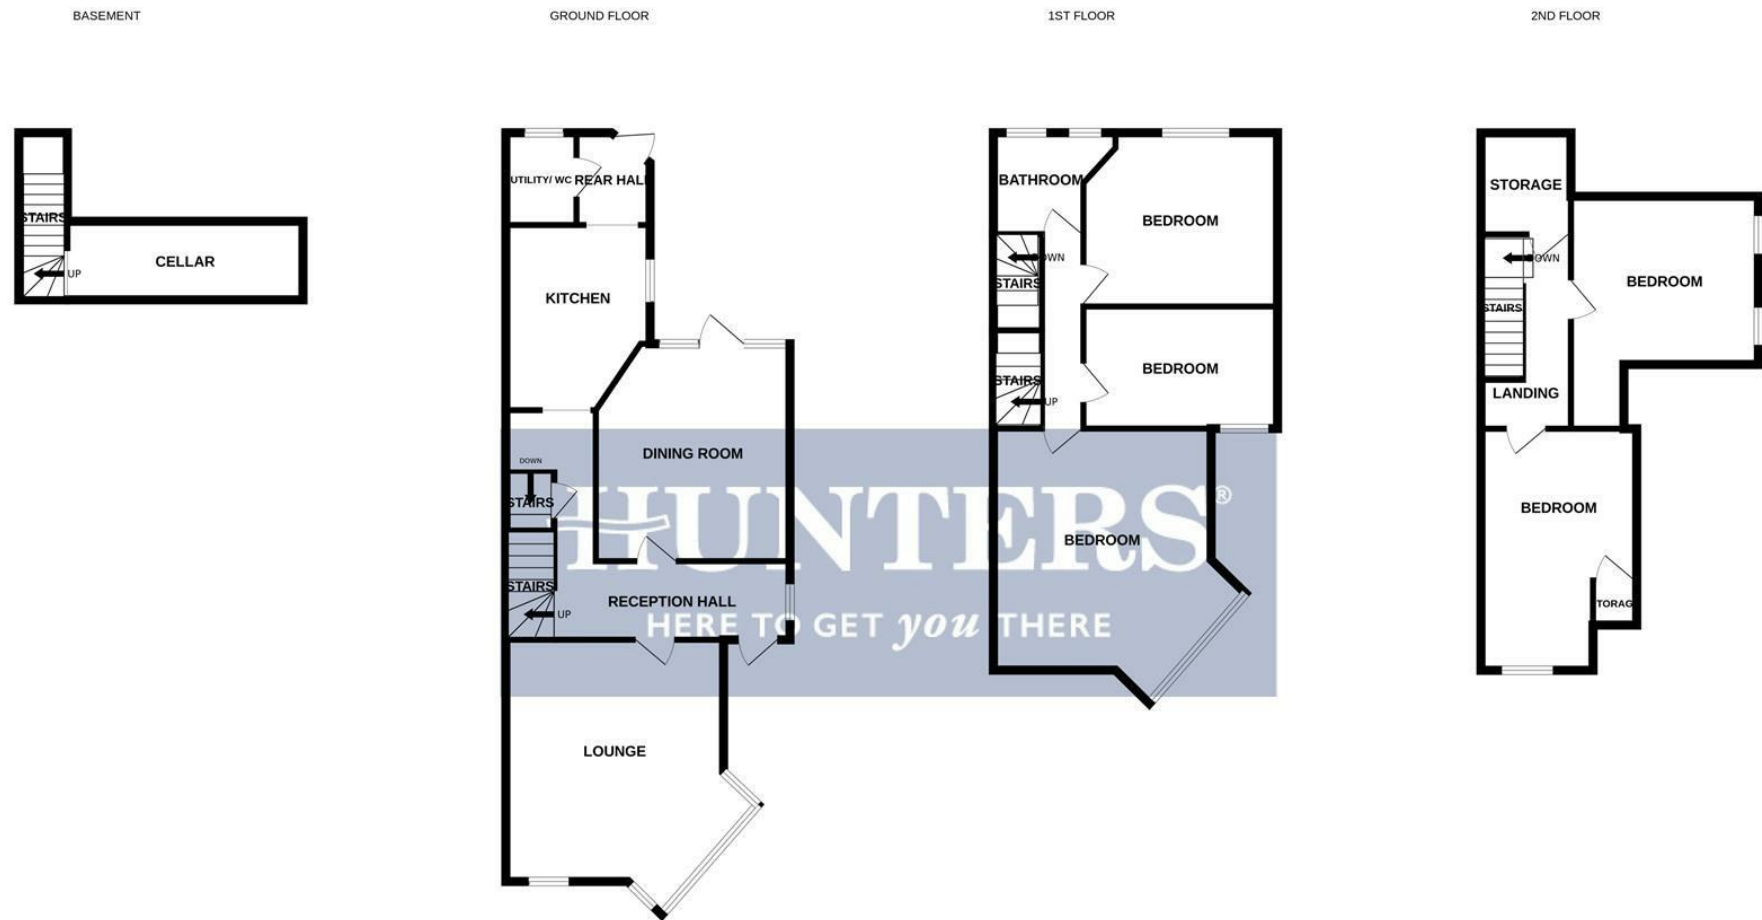 BASEMENT
GROUND FLOOR
1ST FLOOR
2ND FLOOR
STAIRS
UP
CELLAR
UTILITY/ WC
REAR HALL
KITCHEN
DINING ROOM
DOWN
STAIRS
STAIRS
UP
RECEPTION HALL
LOUNGE
BATHROOM
BEDROOM
DOWN
STAIRS
STAIRS
UP
BEDROOM
BEDROOM
STORAGE
DOWN
STAIRS
BEDROOM
LANDING
BEDROOM
TORAG
HUNTERS®
HERE TO GET you THERE